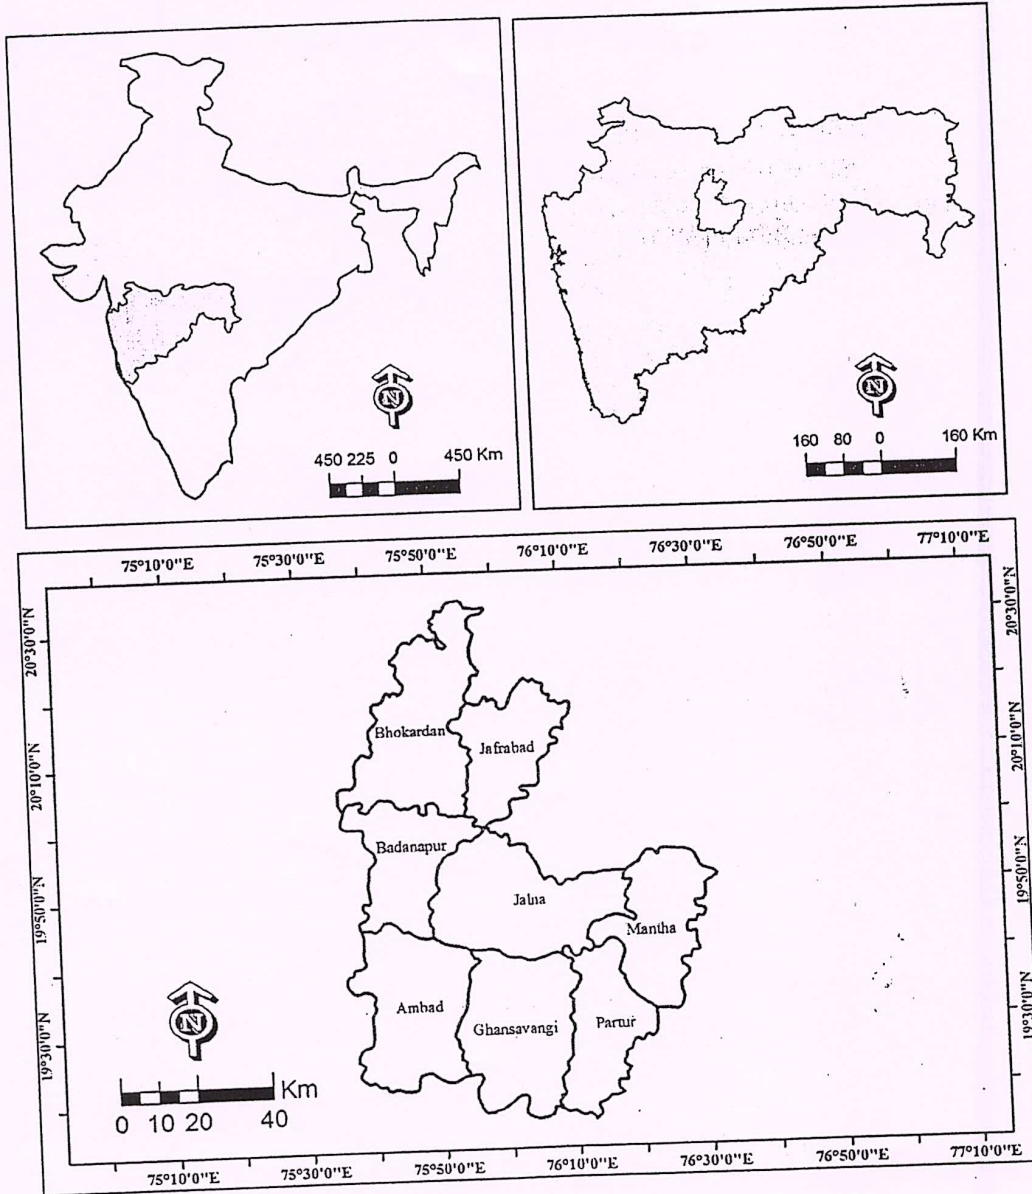 N
450 225 0 450 Km
N
160 80 0 160 Km
75°10'0"E 75°30'0"E 75°50'0"E 76°10'0"E 76°30'0"E 76°50'0"E 77°10'0"E
20°30'0"N
20°10'0"N
19°50'0"N
19°30'0"N
Bhokardan
Jafrabad
Badanapur
Jalna
Mantha
Ambad
Ghansavangi
Partur
N
Km
0 10 20 40
20°30'0"N
20°10'0"N
19°50'0"N
19°30'0"N
75°10'0"E 75°30'0"E 75°50'0"E 76°10'0"E 76°30'0"E 76°50'0"E 77°10'0"E